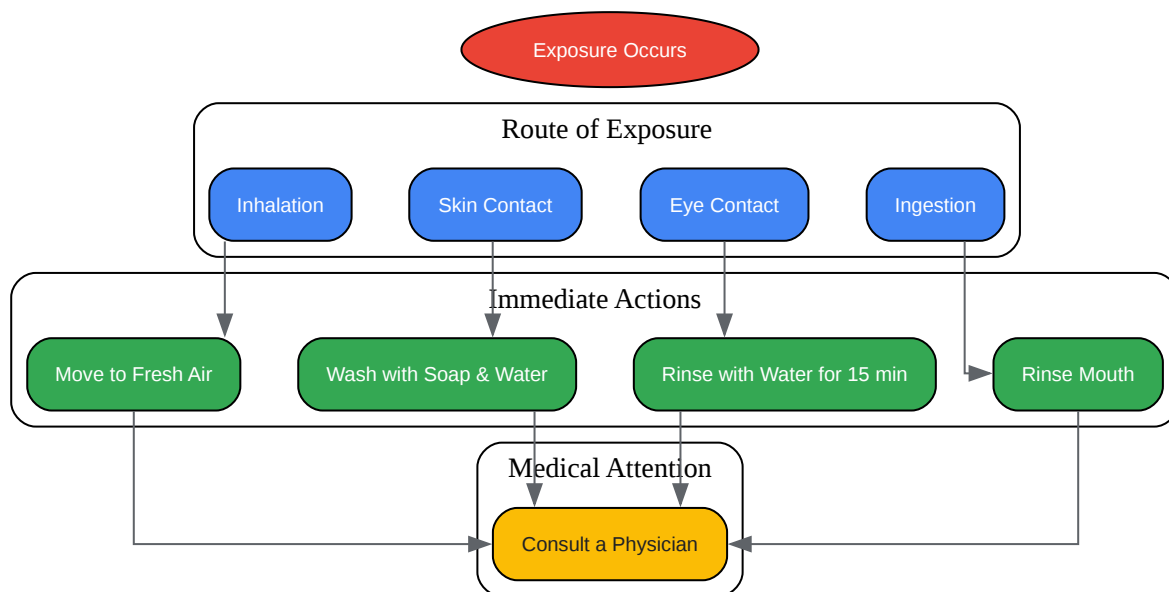 Exposure Occurs
Route of Exposure
Inhalation
Skin Contact
Eye Contact
Ingestion
Immediate Actions
Move to Fresh Air
Wash with Soap & Water
Rinse with Water for 15 min
Rinse Mouth
Medical Attention
Consult a Physician